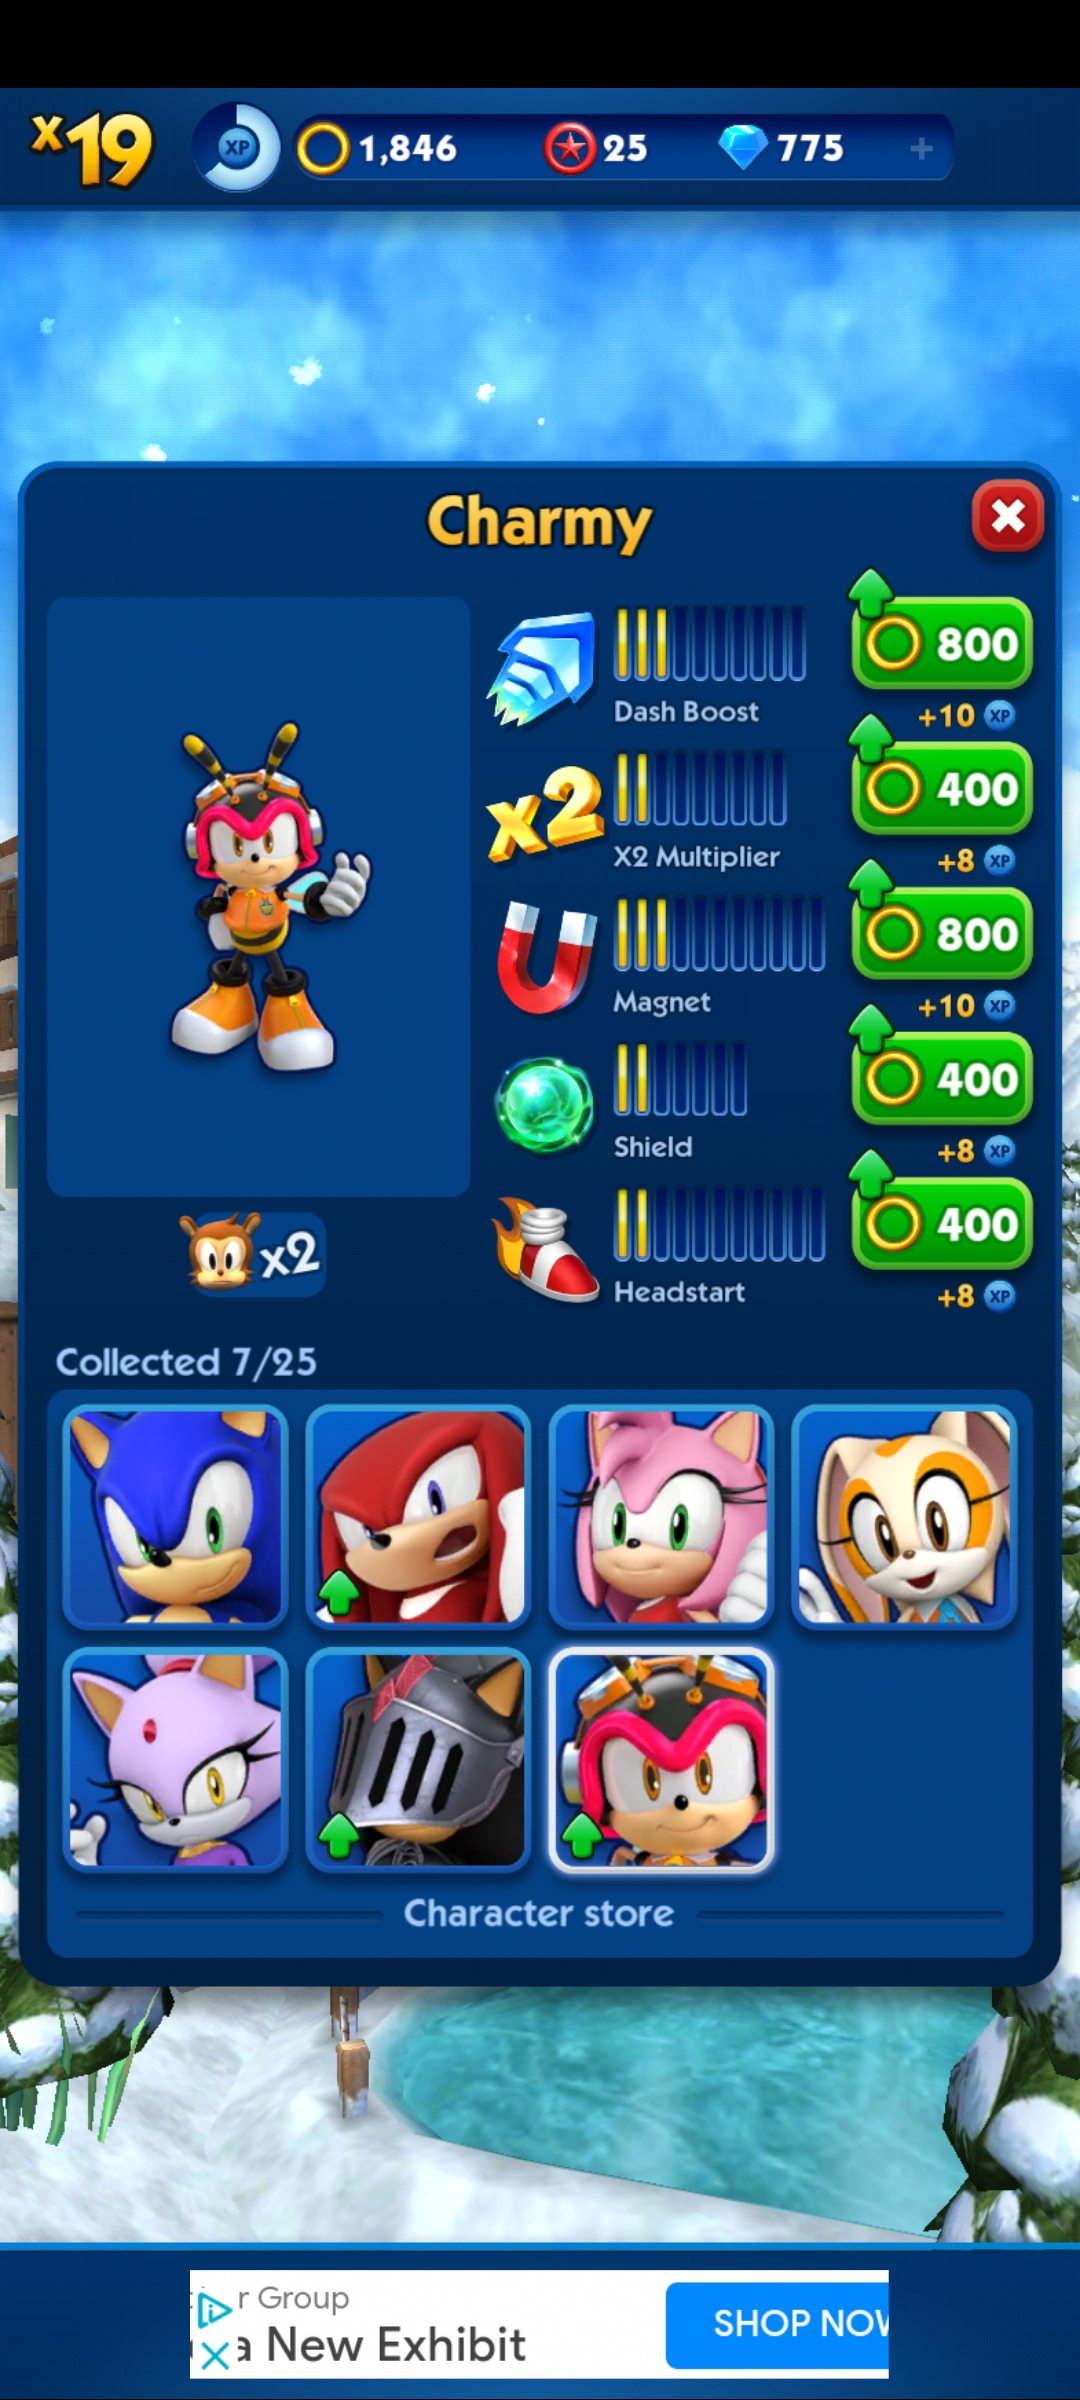 x19
XP
1,846
25
775
Charmy
800
Dash Boost
+10 XP
x2
400
X2 Multiplier
+8 XP
800
Magnet
+10 XP
400
Shield
+8 XP
x2
400
Headstart
+8 XP
Collected 7/25
Character store
r Group
a New Exhibit
SHOP NOW